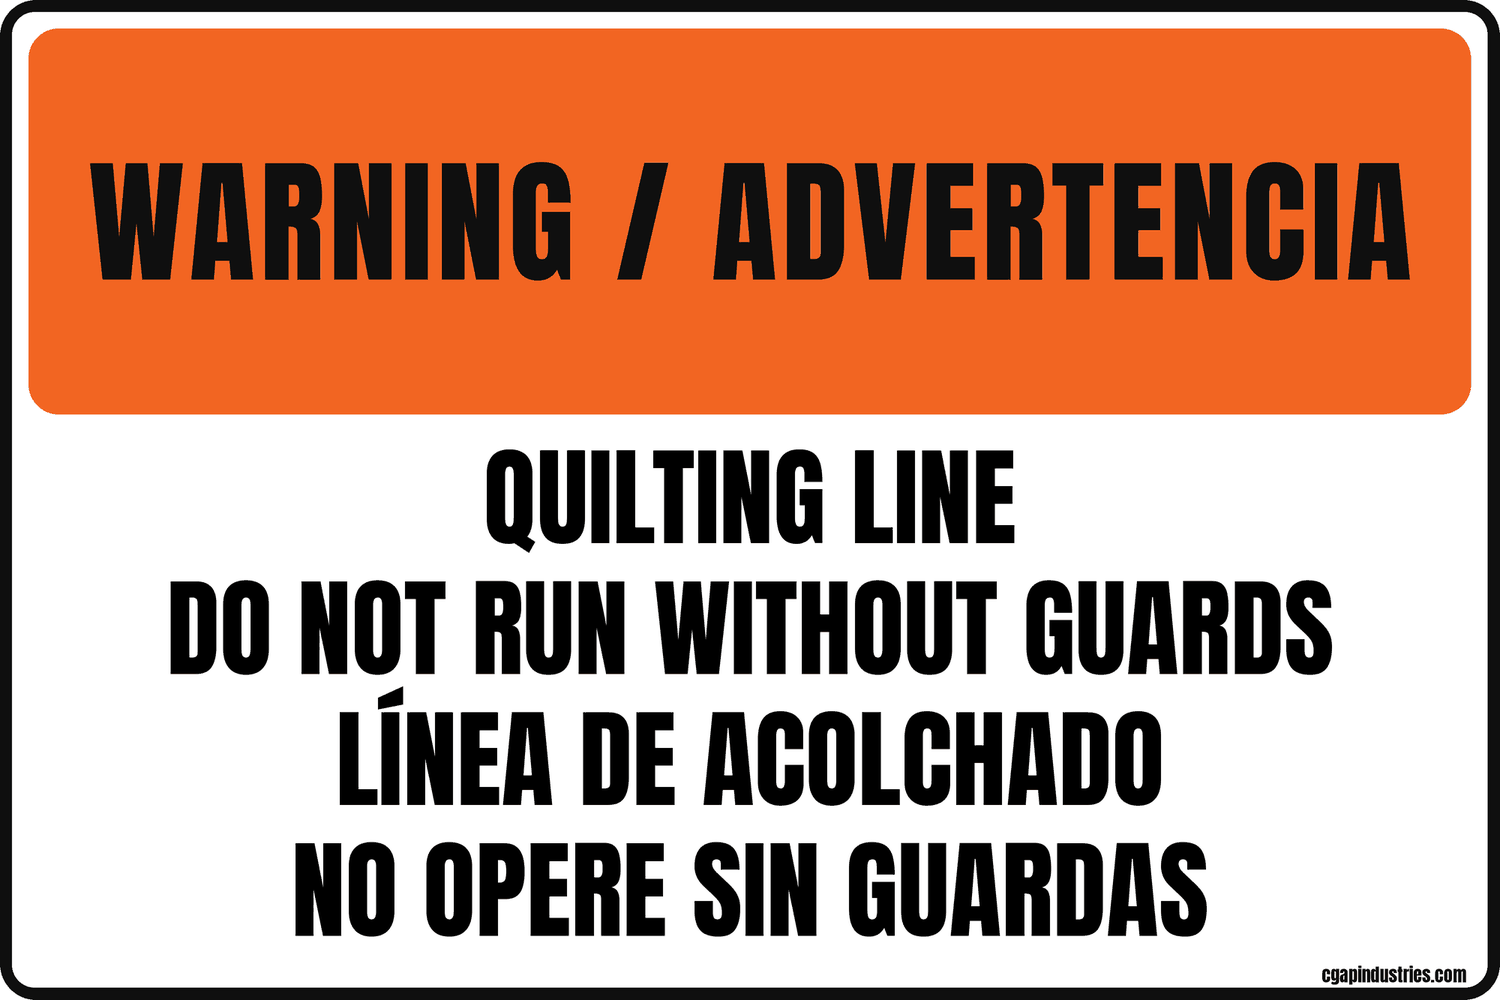 WARNING / ADVERTENCIA
QUILTING LINE
DO NOT RUN WITHOUT GUARDS
LÍNEA DE ACOLCHADO
NO OPERE SIN GUARDAS
cgapindustries.com